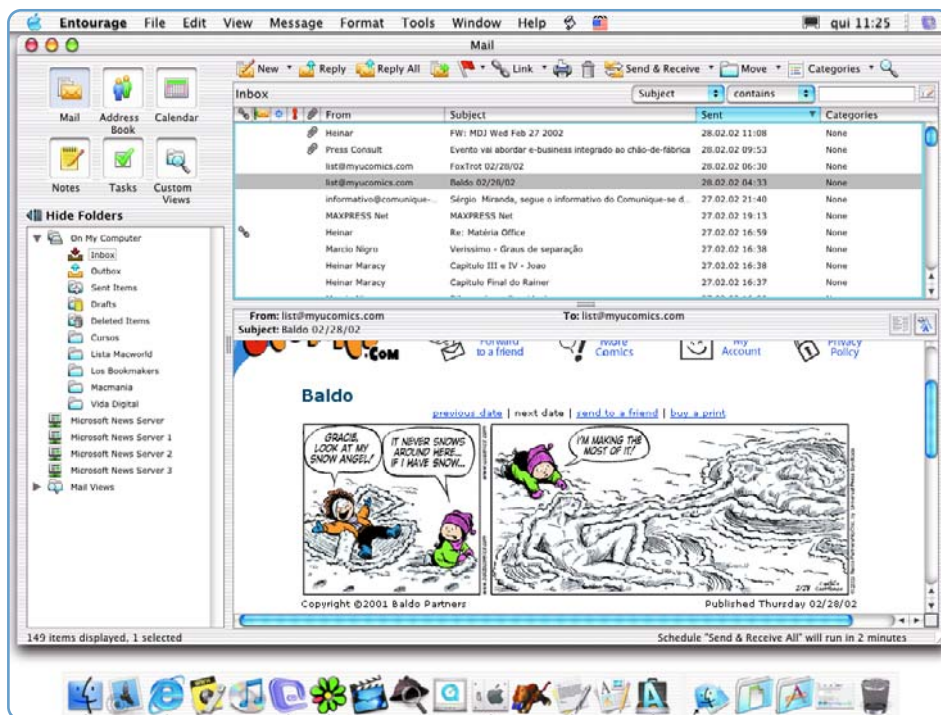 Entourage File Edit View Message Format Tools Window Help qui 11:25
Mail
New Reply Reply All Link Send & Receive Move Categories
Inbox Subject contains
From Subject Sent Categories
Heinar FW: MDJ Wed Feb 27 2002 28.02.02 11:08 None
Press Consult Evento vai abordar e-business integrado ao chão-de-fábrica 28.02.02 09:53 None
list@myucomics.com FoxTrot 02/28/02 28.02.02 06:30 None
list@myucomics.com Baldo 02/28/02 28.02.02 04:33 None
informativo@comunique-... Sérgio Miranda, segue o informativo do Comunique-se d... 27.02.02 21:40 None
MAXPRESS Net MAXPRESS Net 27.02.02 19:13 None
Heinar Re: Matéria Office 27.02.02 16:59 None
Marcio Nigro Verissimo - Graus de separação 27.02.02 16:38 None
Heinar Maracy Capítulo III e IV - Joao 27.02.02 16:38 None
Heinar Maracy Capítulo Final do Rainer 27.02.02 16:37 None
Mail Address Book Calendar
Notes Tasks Custom Views
Hide Folders
On My Computer
Inbox
Outbox
Sent Items
Drafts
Deleted Items
Cursos
Lista Macworld
Los Bookmakers
Macmania
Vida Digital
Microsoft News Server
Microsoft News Server 1
Microsoft News Server 2
Microsoft News Server 3
Mail Views
From: list@myucomics.com To: list@myucomics.com
Subject: Baldo 02/28/02
.COM Forward to a friend More Comics My Account Privacy Policy
Baldo
previous date | next date | send to a friend | buy a print
GRACIE,
LOOK AT MY
SNOW ANGEL!
IT NEVER SNOWS
AROUND HERE...
IF I HAVE SNOW...
I'M MAKING THE
MOST OF IT!
2/28
Copyright ©2001 Baldo Partners Published Thursday 02/28/02
149 items displayed, 1 selected Schedule "Send & Receive All" will run in 2 minutes